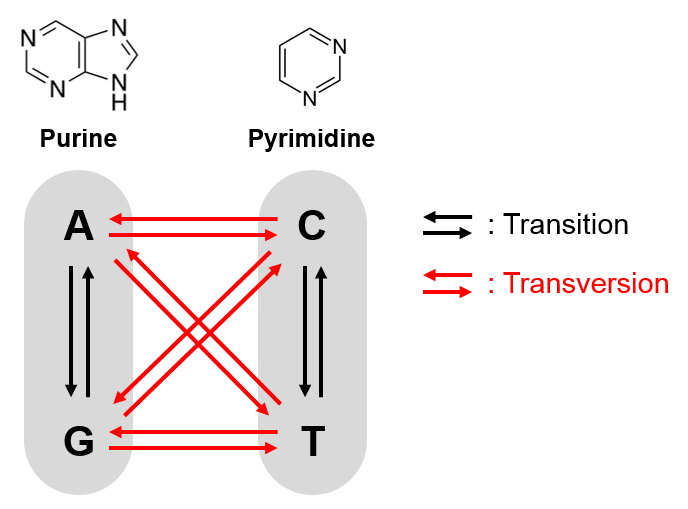 N
N
N
N
H
N
N
Purine
Pyrimidine
A
C
G
T
: Transition
: Transversion